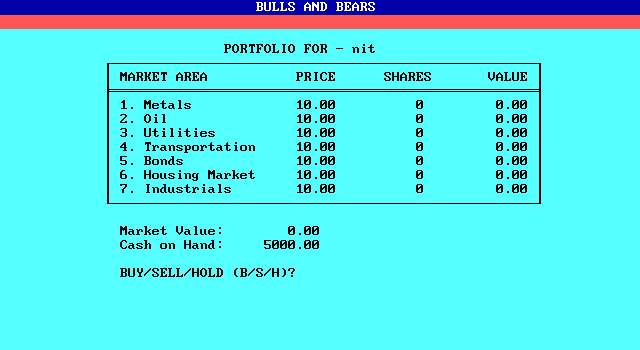 BULLS AND BEARS
PORTFOLIO FOR - nit
MARKET AREA PRICE SHARES VALUE
1. Metals 10.00 0 0.00
2. Oil 10.00 0 0.00
3. Utilities 10.00 0 0.00
4. Transportation 10.00 0 0.00
5. Bonds 10.00 0 0.00
6. Housing Market 10.00 0 0.00
7. Industrials 10.00 0 0.00
Market Value: 0.00
Cash on Hand: 5000.00
BUY/SELL/HOLD (B/S/H)?